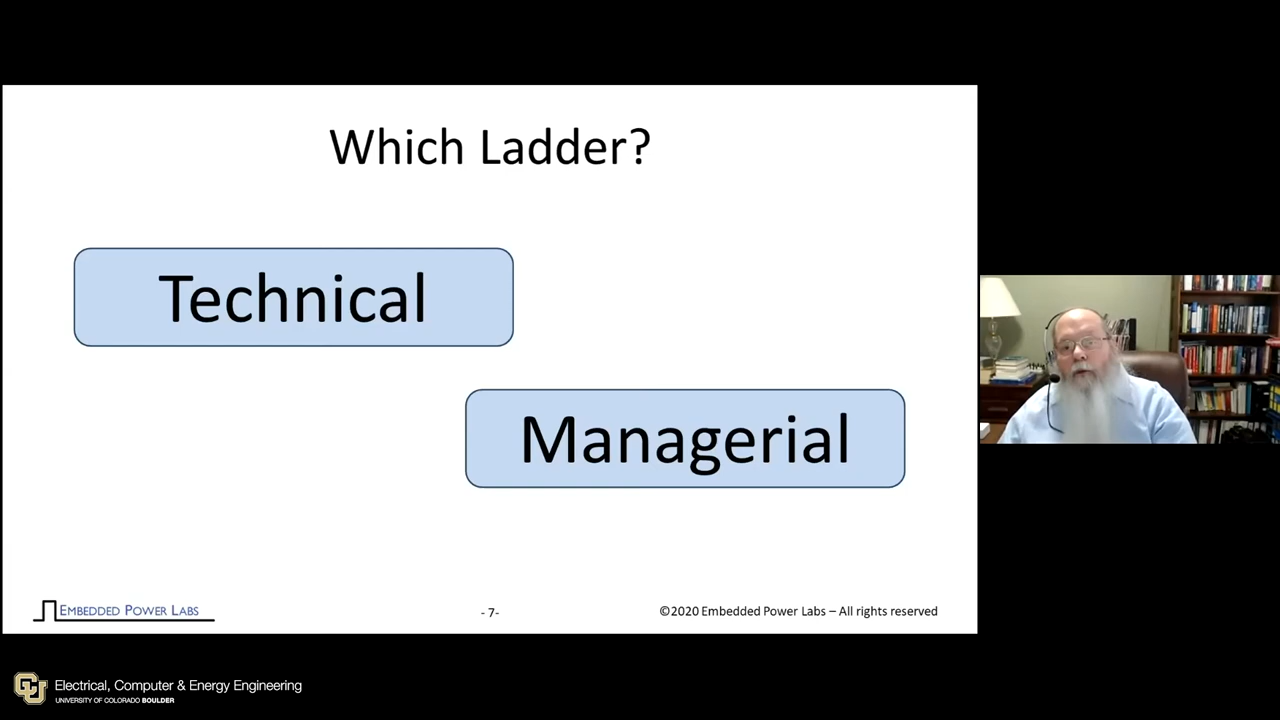 Which Ladder?
Technical
Managerial
EMBEDDED POWER LABS
- 7-
©2020 Embedded Power Labs – All rights reserved
CU
Electrical, Computer & Energy Engineering
UNIVERSITY OF COLORADO BOULDER